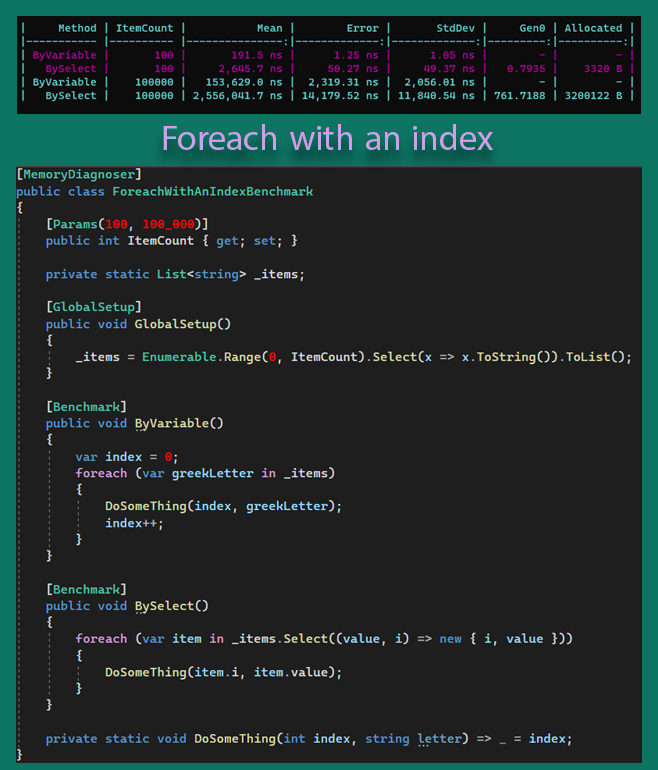 |     Method | ItemCount |           Mean |        Error |       StdDev |     Gen0 | Allocated |
|----------- |---------- |---------------:|-------------:|-------------:|---------:|----------:|
| ByVariable |       100 |       191.5 ns |      1.25 ns |      1.05 ns |        - |         - |
|   BySelect |       100 |     2,645.7 ns |     50.27 ns |     49.37 ns |   0.7935 |    3320 B |
| ByVariable |    100000 |   153,629.0 ns |  2,319.31 ns |  2,056.01 ns |        - |         - |
|   BySelect |    100000 | 2,556,041.7 ns | 14,179.52 ns | 11,840.54 ns | 761.7188 | 3200122 B |
Foreach with an index
[MemoryDiagnoser]
public class ForeachWithAnIndexBenchmark
{
    [Params(100, 100_000)]
    public int ItemCount { get; set; }
    private static List<string> _items;
    [GlobalSetup]
    public void GlobalSetup()
    {
        _items = Enumerable.Range(0, ItemCount).Select(x => x.ToString()).ToList();
    }
    [Benchmark]
    public void ByVariable()
    {
        var index = 0;
        foreach (var greekLetter in _items)
        {
            DoSomeThing(index, greekLetter);
            index++;
        }
    }
    [Benchmark]
    public void BySelect()
    {
        foreach (var item in _items.Select((value, i) => new { i, value }))
        {
            DoSomeThing(item.i, item.value);
        }
    }
    private static void DoSomeThing(int index, string letter) => _ = index;
}